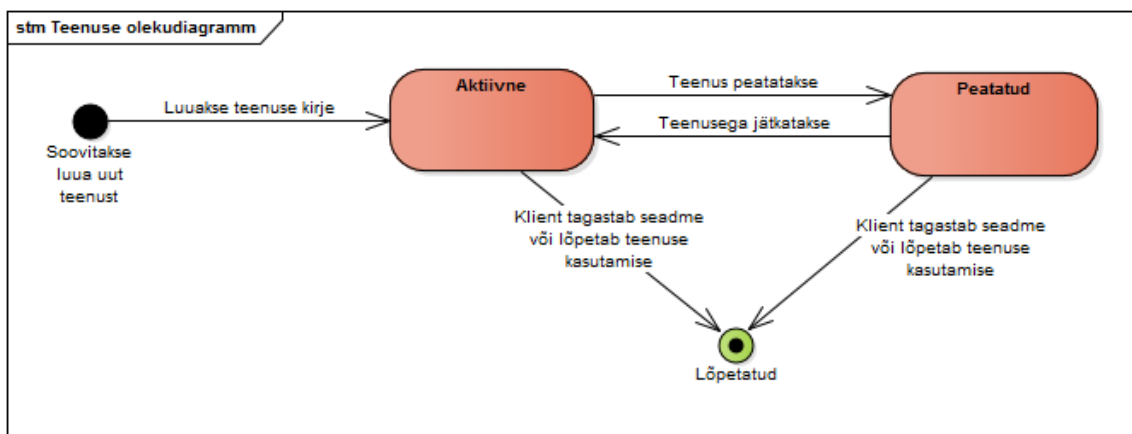 stm Teenuse olekudiagramm
Aktiivne
Teenus peatatakse
Peatatud
Luuakse teenuse kirje
Teenusega jätkatakse
Soovitakse
luua uut
teenust
Klient tagastab seadme
või lõpetab teenuse
kasutamise
Klient tagastab seadme
või lõpetab teenuse
kasutamise
Lõpetatud